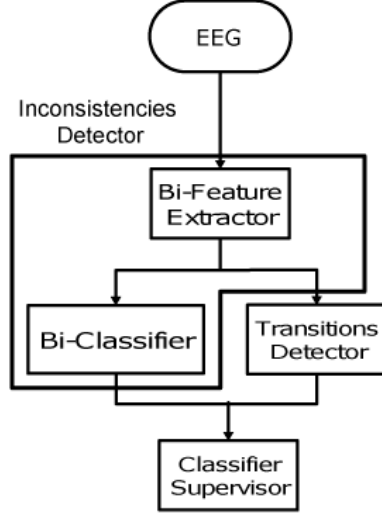 EEG
Inconsistencies
Detector
Bi-Feature
Extractor
Bi-Classifier
Transitions
Detector
Classifier
Supervisor